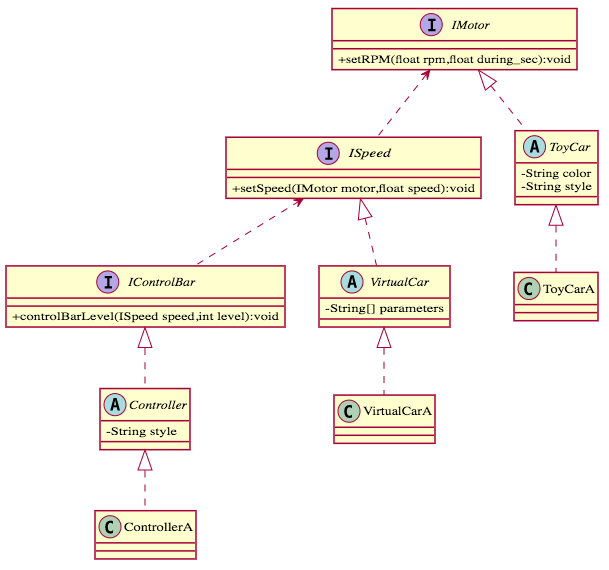 I IMotor
+setRPM(float rpm,float during_sec):void
I ISpeed
+setSpeed(IMotor motor,float speed):void
A ToyCar
-String color
-String style
I IControlBar
+controlBarLevel(ISpeed speed,int level):void
A VirtualCar
-String[] parameters
C ToyCarA
A Controller
-String style
C VirtualCarA
C ControllerA